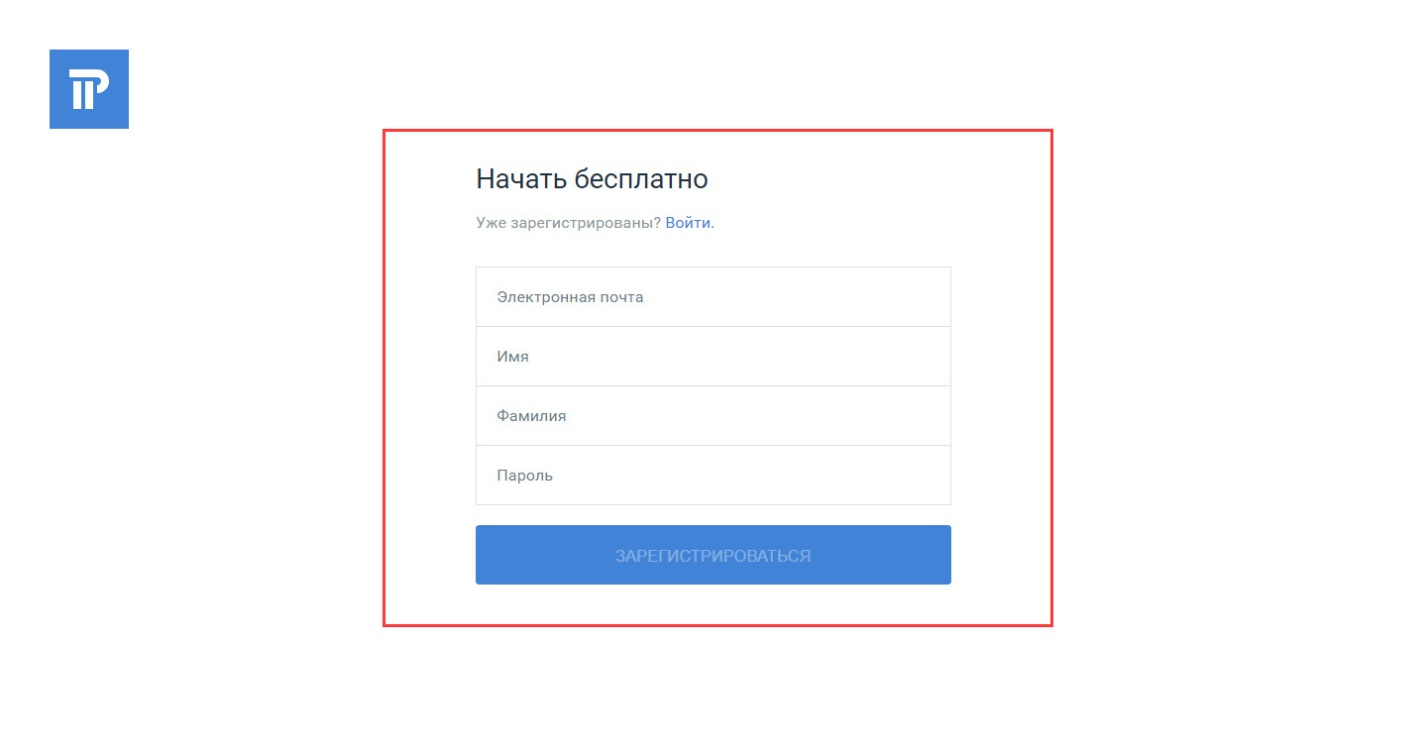 Начать бесплатно
Уже зарегистрированы? Войти.
Электронная почта
Имя
Фамилия
Пароль
ЗАРЕГИСТРИРОВАТЬСЯ